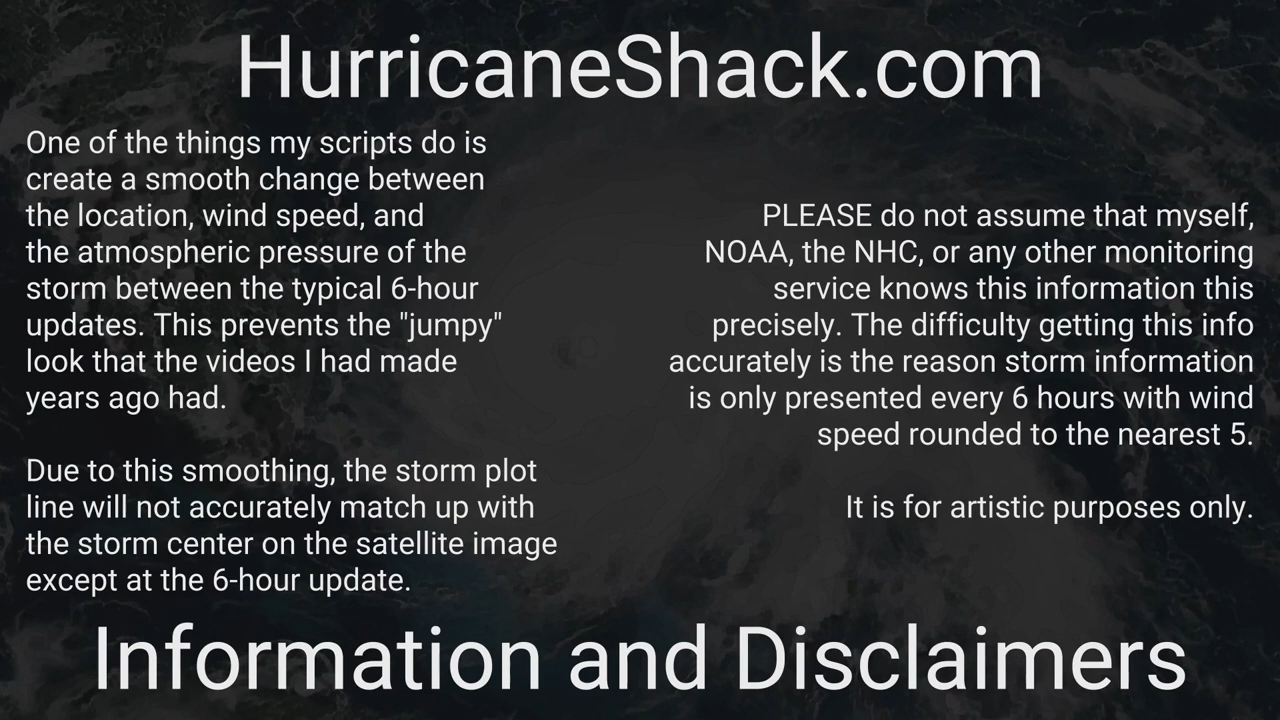 HurricaneShack.com
One of the things my scripts do is
create a smooth change between
the location, wind speed, and
the atmospheric pressure of the
storm between the typical 6-hour
updates. This prevents the "jumpy"
look that the videos I had made
years ago had.
Due to this smoothing, the storm plot
line will not accurately match up with
the storm center on the satellite image
except at the 6-hour update.
PLEASE do not assume that myself,
NOAA, the NHC, or any other monitoring
service knows this information this
precisely. The difficulty getting this info
accurately is the reason storm information
is only presented every 6 hours with wind
speed rounded to the nearest 5.
It is for artistic purposes only.
Information and Disclaimers